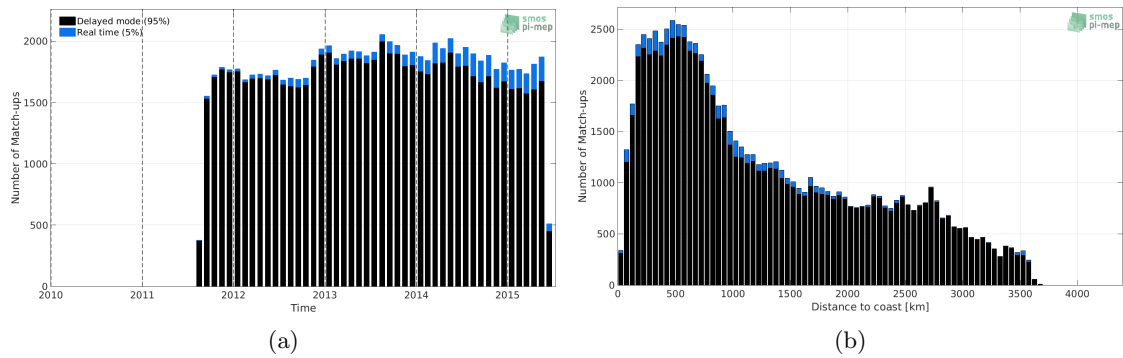 Delayed mode (95%)
Real time (5%)
smos
pi-mep
Number of Match-ups
2000
1500
1000
500
0
2010
2011
2012
2013
2014
2015
Time
(a)
smos
pi-mep
Number of Match-ups
2500
2000
1500
1000
500
0
0
500
1000
1500
2000
2500
3000
3500
4000
Distance to coast [km]
(b)